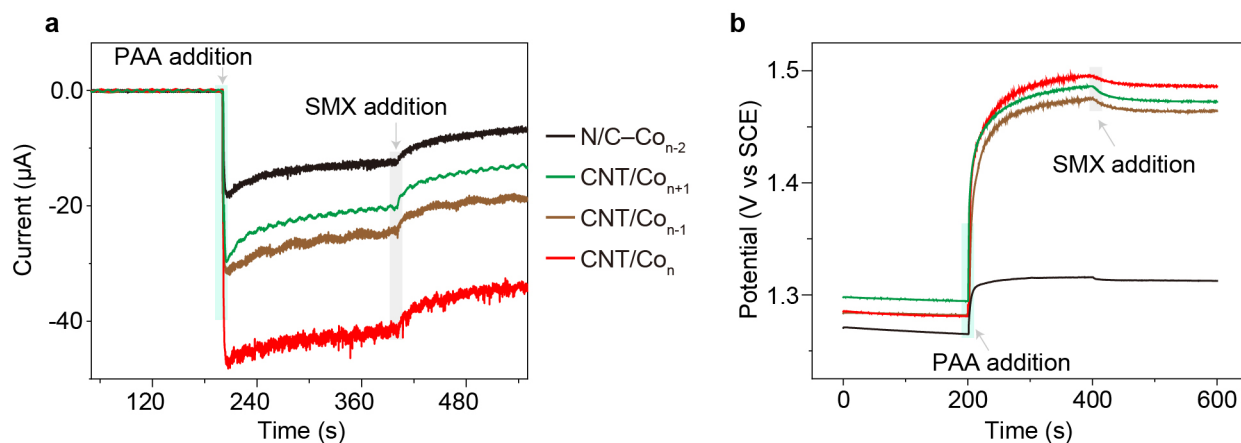 a
PAA addition
SMX addition
0.0
-20
-40
Current (μA)
120
240
360
480
Time (s)
N/C–Coₙ₋₂
CNT/Coₙ₊₁
CNT/Coₙ₋₁
CNT/Coₙ
b
1.5
1.4
1.3
Potential (V vs SCE)
SMX addition
PAA addition
0
200
400
600
Time (s)